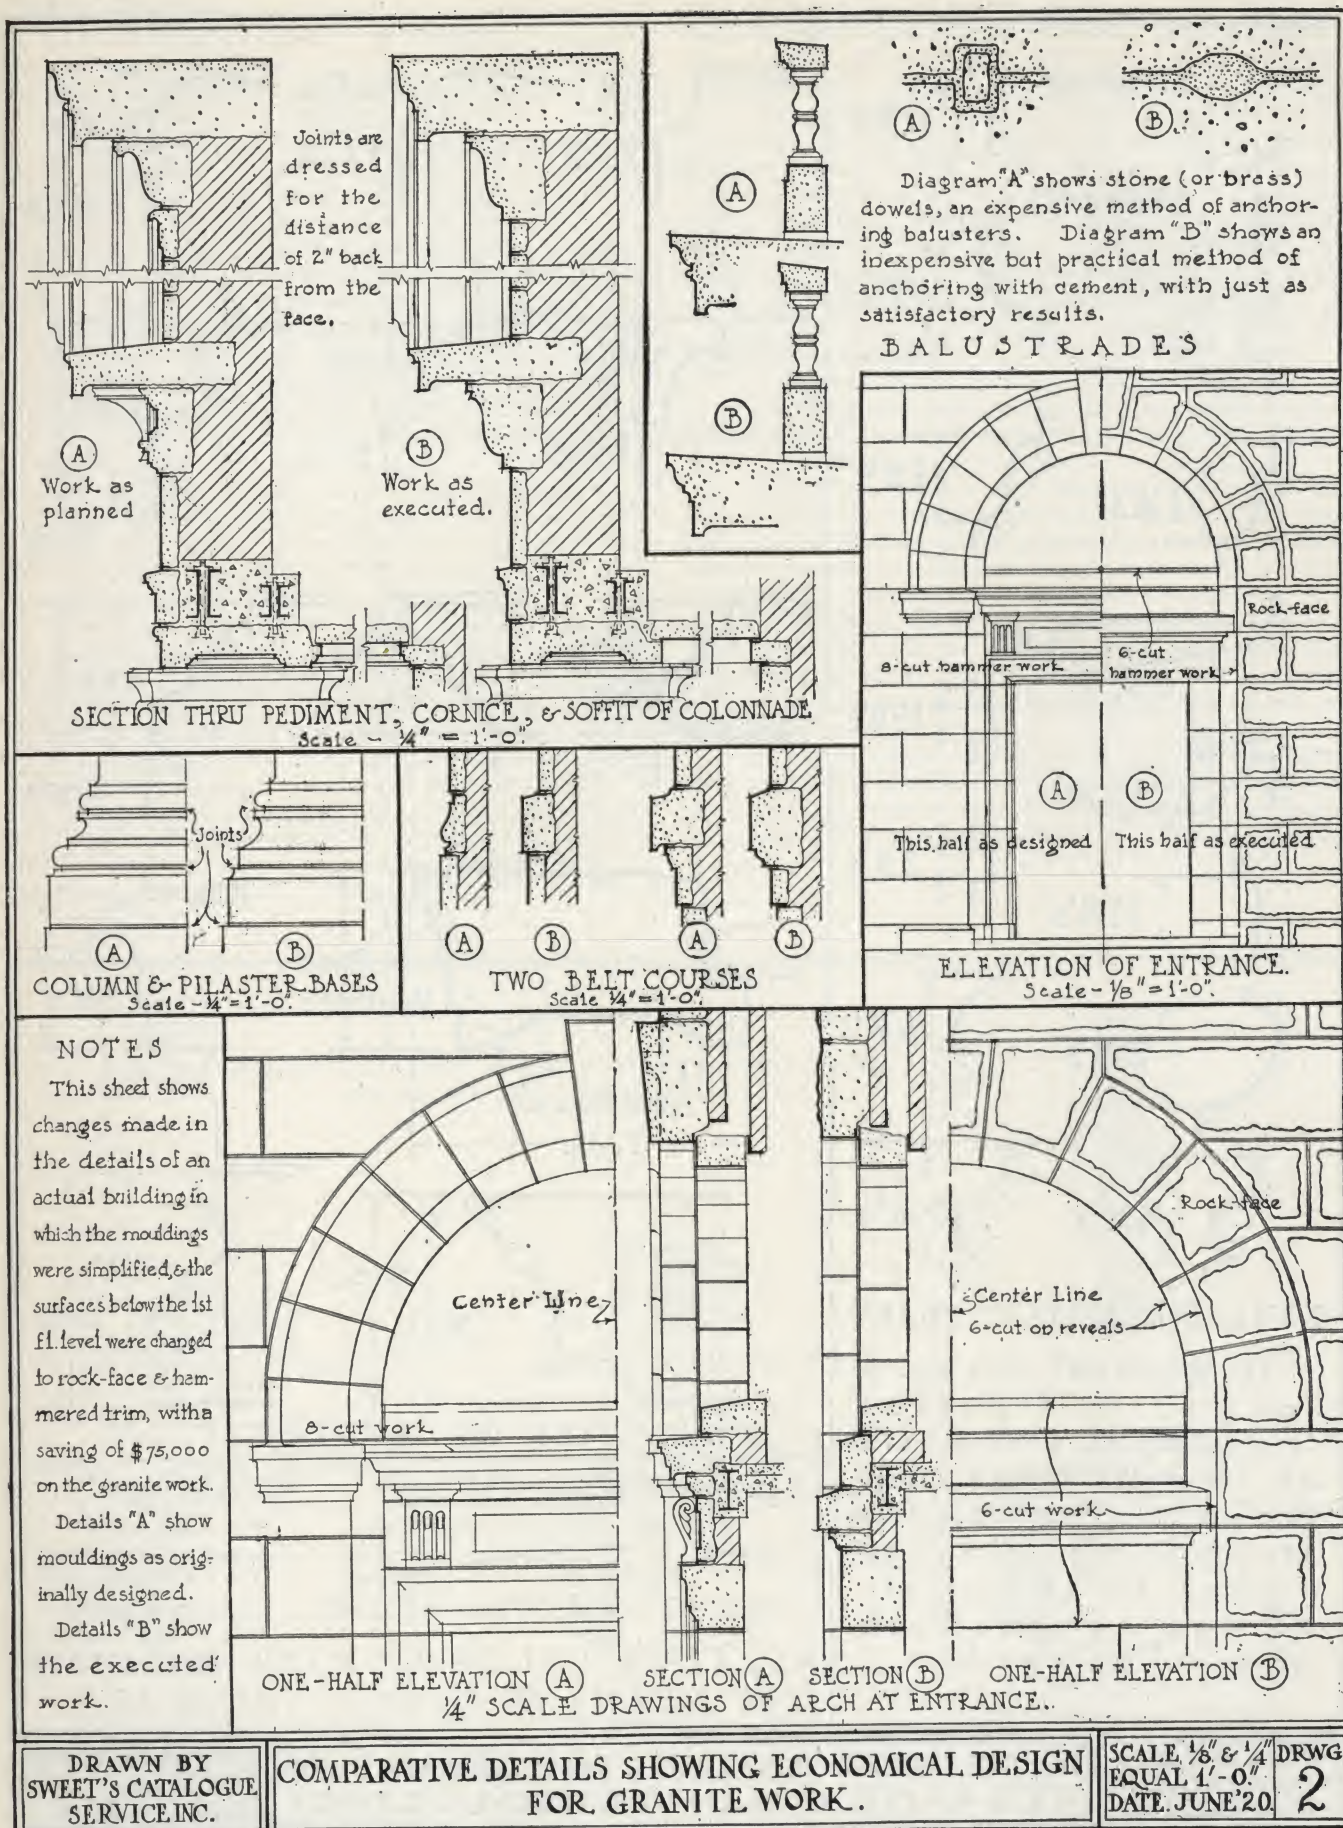 Joints are
dressed
for the
distance
of 2" back
from the
face.
A
Work as
planned
B
Work as
executed.
SECTION THRU PEDIMENT, CORNICE, & SOFFIT OF COLONNADE
Scale - 1/4" = 1'-0".
A
B
A
B
Diagram "A" shows stone (or brass)
dowels, an expensive method of anchor-
ing balusters. Diagram "B" shows an
inexpensive but practical method of
anchoring with cement, with just as
satisfactory results.
BALUSTRADES
Rock-face
8-cut hammer work
6-cut
hammer work
A
B
This half as designed
This half as executed
ELEVATION OF ENTRANCE.
Scale - 1/8" = 1'-0".
Joints
A
B
COLUMN & PILASTER BASES
Scale - 1/4" = 1'-0".
A
B
A
B
TWO BELT COURSES
Scale 1/4" = 1'-0".
NOTES
This sheet shows
changes made in
the details of an
actual building in
which the mouldings
were simplified, & the
surfaces below the 1st
fl. level were changed
to rock-face & ham-
mered trim, with a
saving of $75,000
on the granite work.
Details "A" show
mouldings as orig-
inally designed.
Details "B" show
the executed
work.
Center Line
8-cut work
Rock-face
Center Line
6-cut on reveals
6-cut work
ONE-HALF ELEVATION A
SECTION A
SECTION B
ONE-HALF ELEVATION B
1/4" SCALE DRAWINGS OF ARCH AT ENTRANCE.
DRAWN BY
SWEET'S CATALOGUE
SERVICE INC.
COMPARATIVE DETAILS SHOWING ECONOMICAL DESIGN
FOR GRANITE WORK.
SCALE 1/8" & 1/4"
EQUAL 1'-0."
DATE. JUNE '20.
DRWG
2